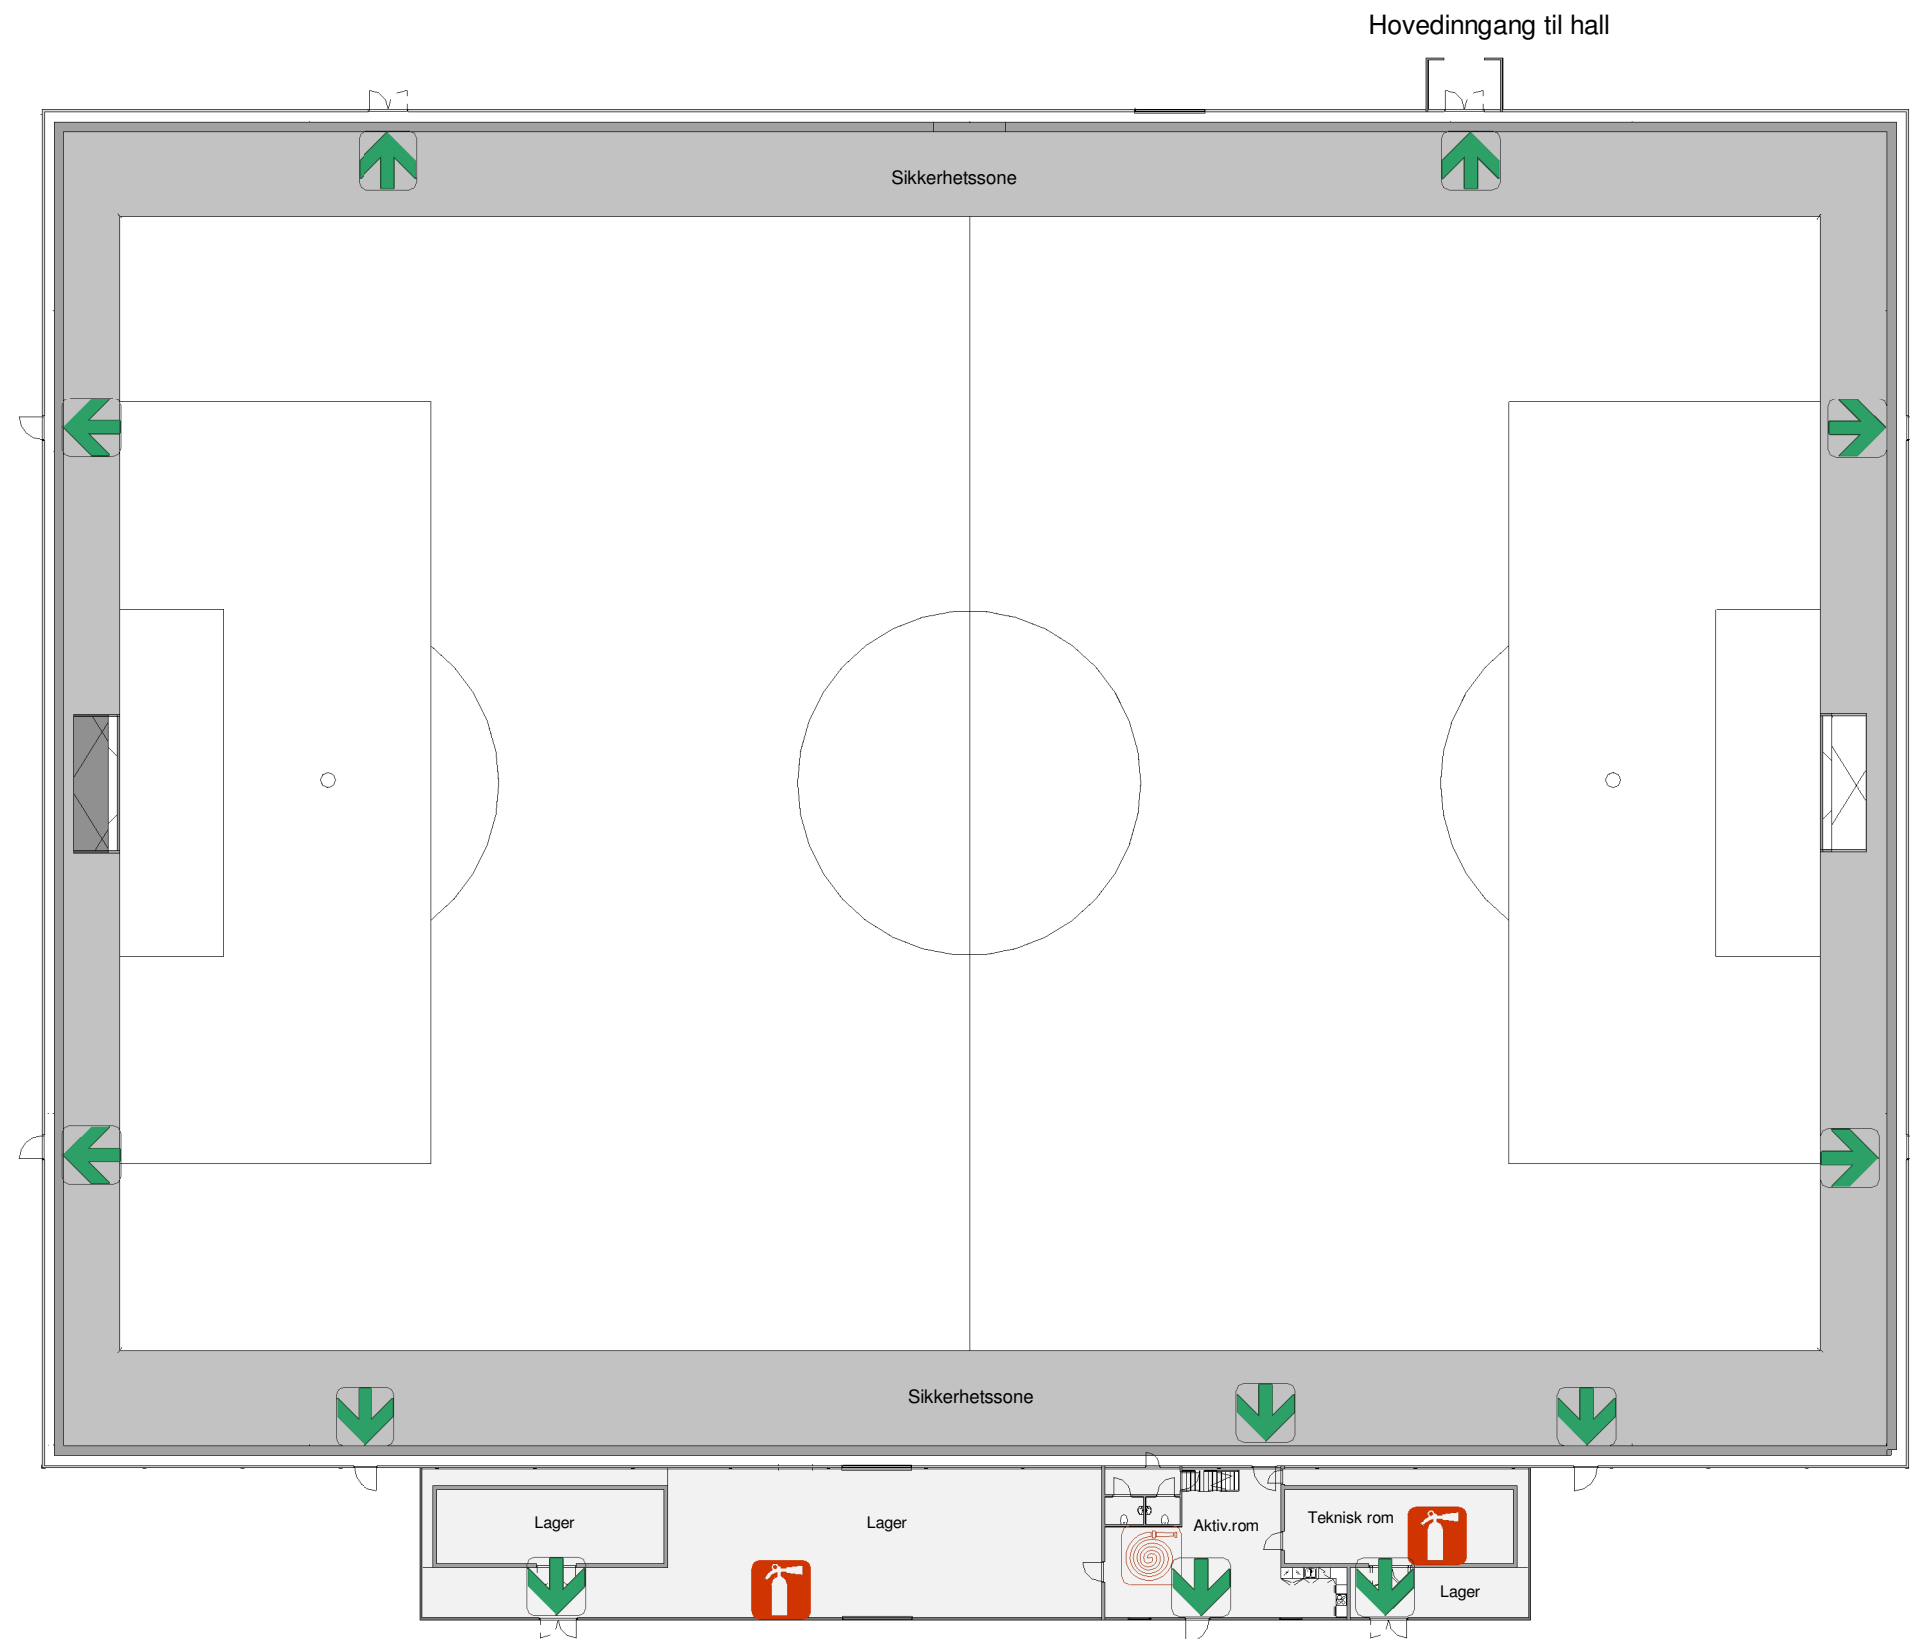 Hovedinngang til hall
Sikkerhetssone
Sikkerhetssone
Lager
Lager
Aktiv.rom
Teknisk rom
Lager